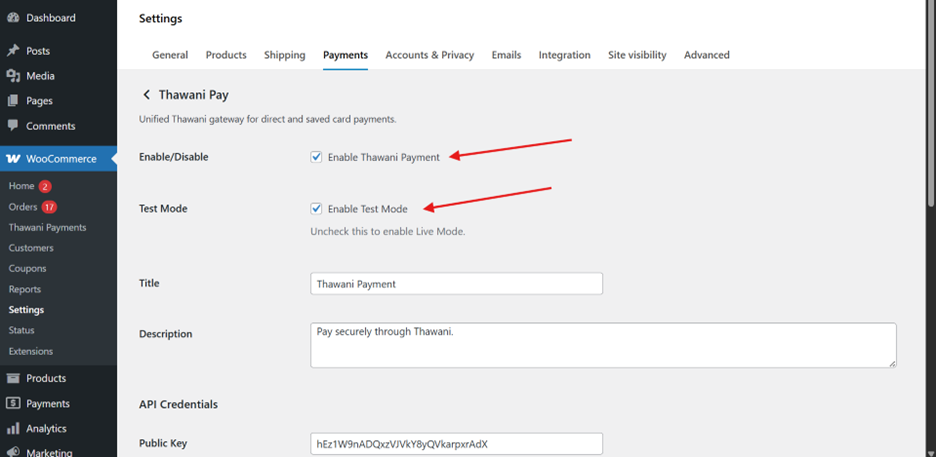 Dashboard
Posts
Media
Pages
Comments
WooCommerce
Home 2
Orders 17
Thawani Payments
Customers
Coupons
Reports
Settings
Status
Extensions
Products
Payments
Analytics
Marketing
Settings
General Products Shipping Payments Accounts & Privacy Emails Integration Site visibility Advanced
Thawani Pay
Unified Thawani gateway for direct and saved card payments.
Enable/Disable Enable Thawani Payment
Test Mode Enable Test Mode
Uncheck this to enable Live Mode.
Title Thawani Payment
Description Pay securely through Thawani.
API Credentials
Public Key hEz1W9nADQxzVJVkY8yQVkarpxrAdX